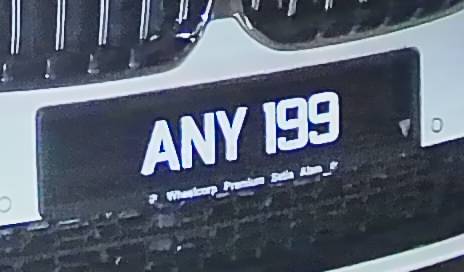 ANY 199
Wheelcorp Premium Setia Alam